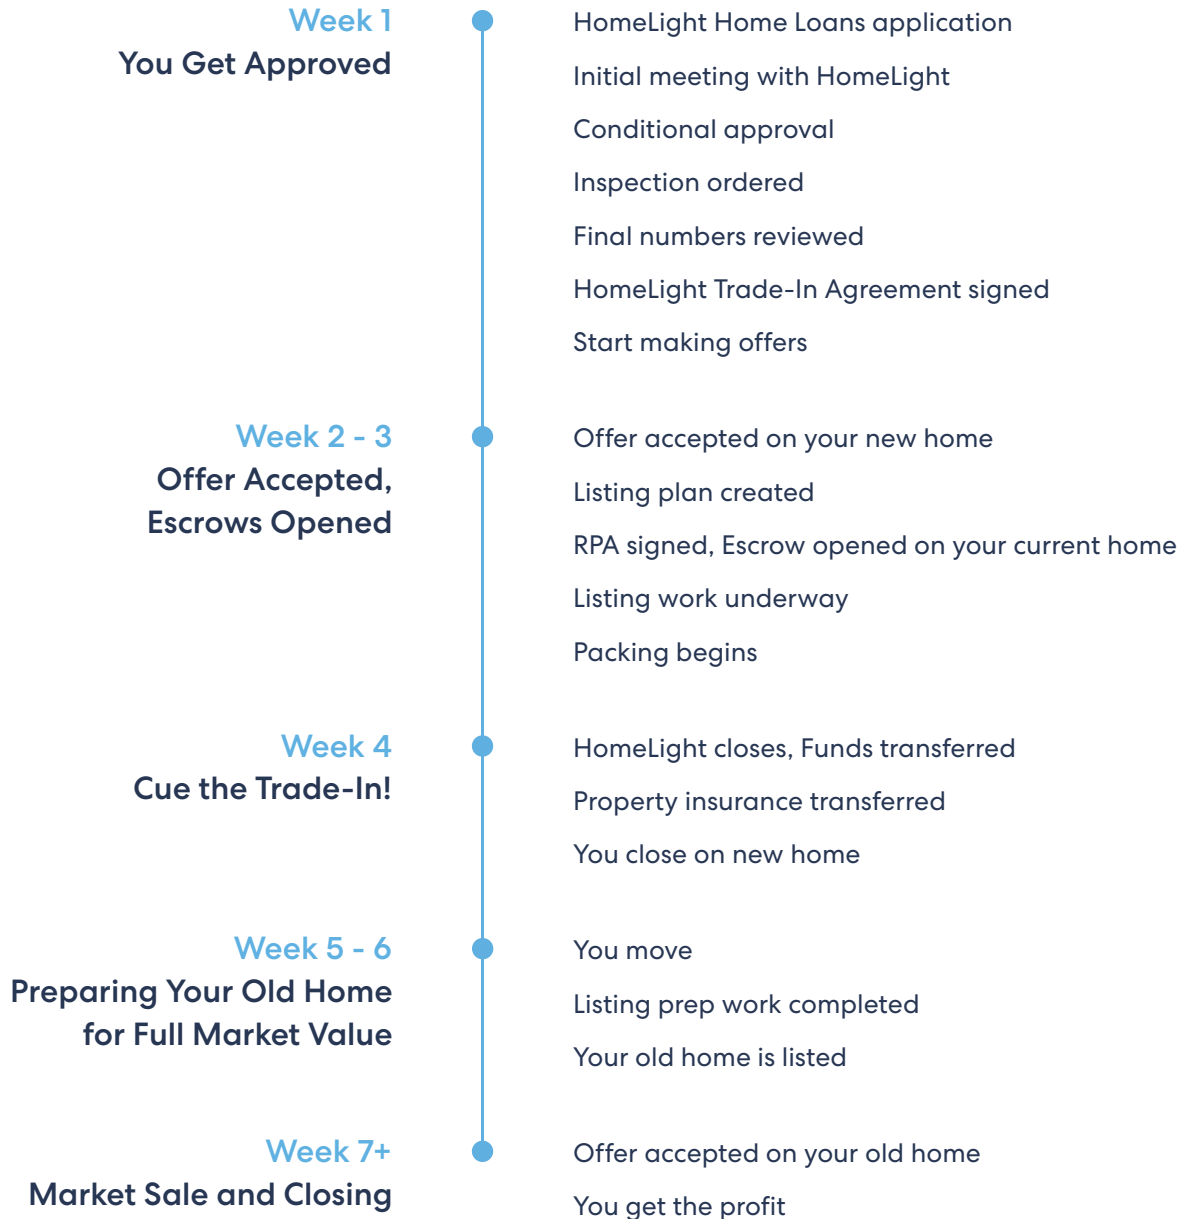 Week 1
You Get Approved
HomeLight Home Loans application
Initial meeting with HomeLight
Conditional approval
Inspection ordered
Final numbers reviewed
HomeLight Trade-In Agreement signed
Start making offers
Week 2 - 3
Offer Accepted,
Escrows Opened
Offer accepted on your new home
Listing plan created
RPA signed, Escrow opened on your current home
Listing work underway
Packing begins
Week 4
Cue the Trade-In!
HomeLight closes, Funds transferred
Property insurance transferred
You close on new home
Week 5 - 6
Preparing Your Old Home
for Full Market Value
You move
Listing prep work completed
Your old home is listed
Week 7+
Market Sale and Closing
Offer accepted on your old home
You get the profit